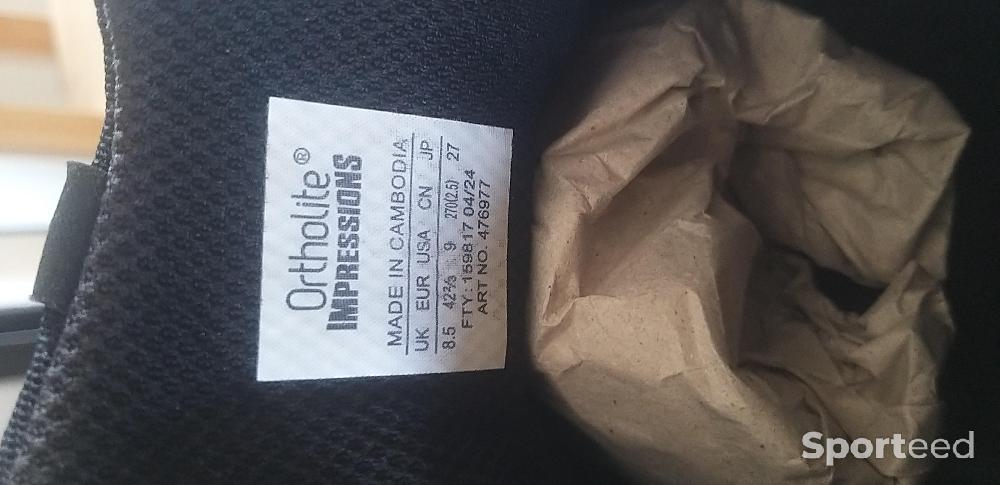 Ortholite®
IMPRESSIONS
MADE IN CAMBODIA
UK EUR USA CN JP
8.5 42⅔ 9 270(2.5) 27
FTY: 159817 04/24
ART NO. 476977
Sporteed